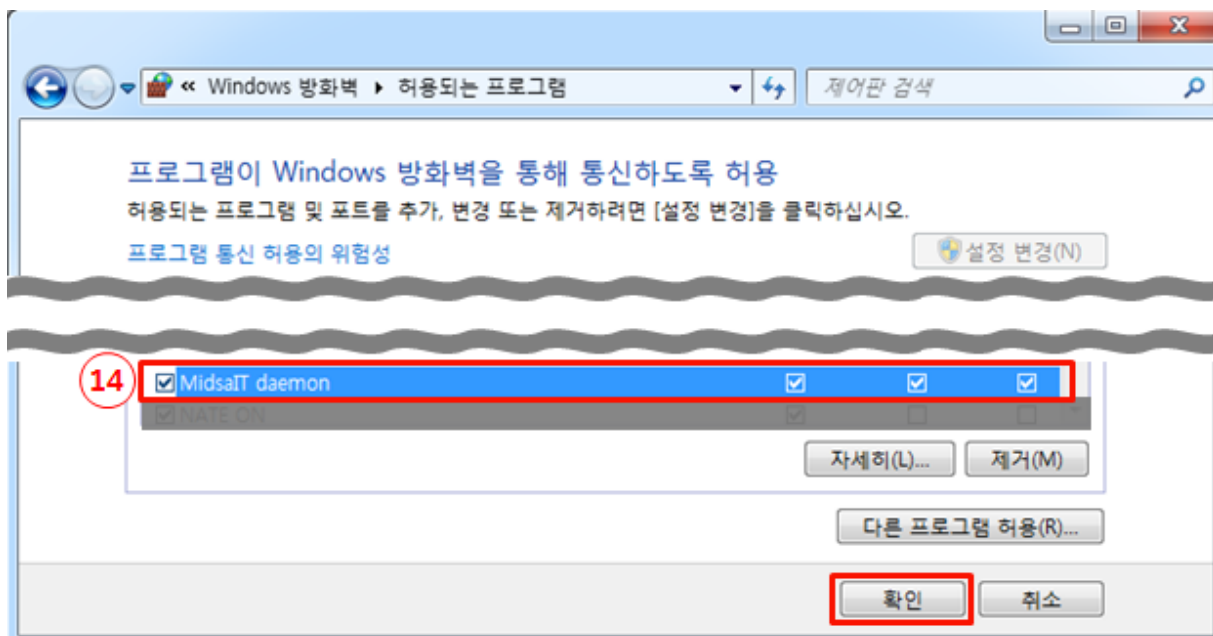 « Windows 방화벽 ▶ 허용되는 프로그램
제어판 검색
프로그램이 Windows 방화벽을 통해 통신하도록 허용
허용되는 프로그램 및 포트를 추가, 변경 또는 제거하려면 [설정 변경]을 클릭하십시오.
프로그램 통신 허용의 위험성
설정 변경(N)
14 MidsaIT daemon
NATE ON
자세히(L)... 제거(M)
다른 프로그램 허용(R)...
확인 취소